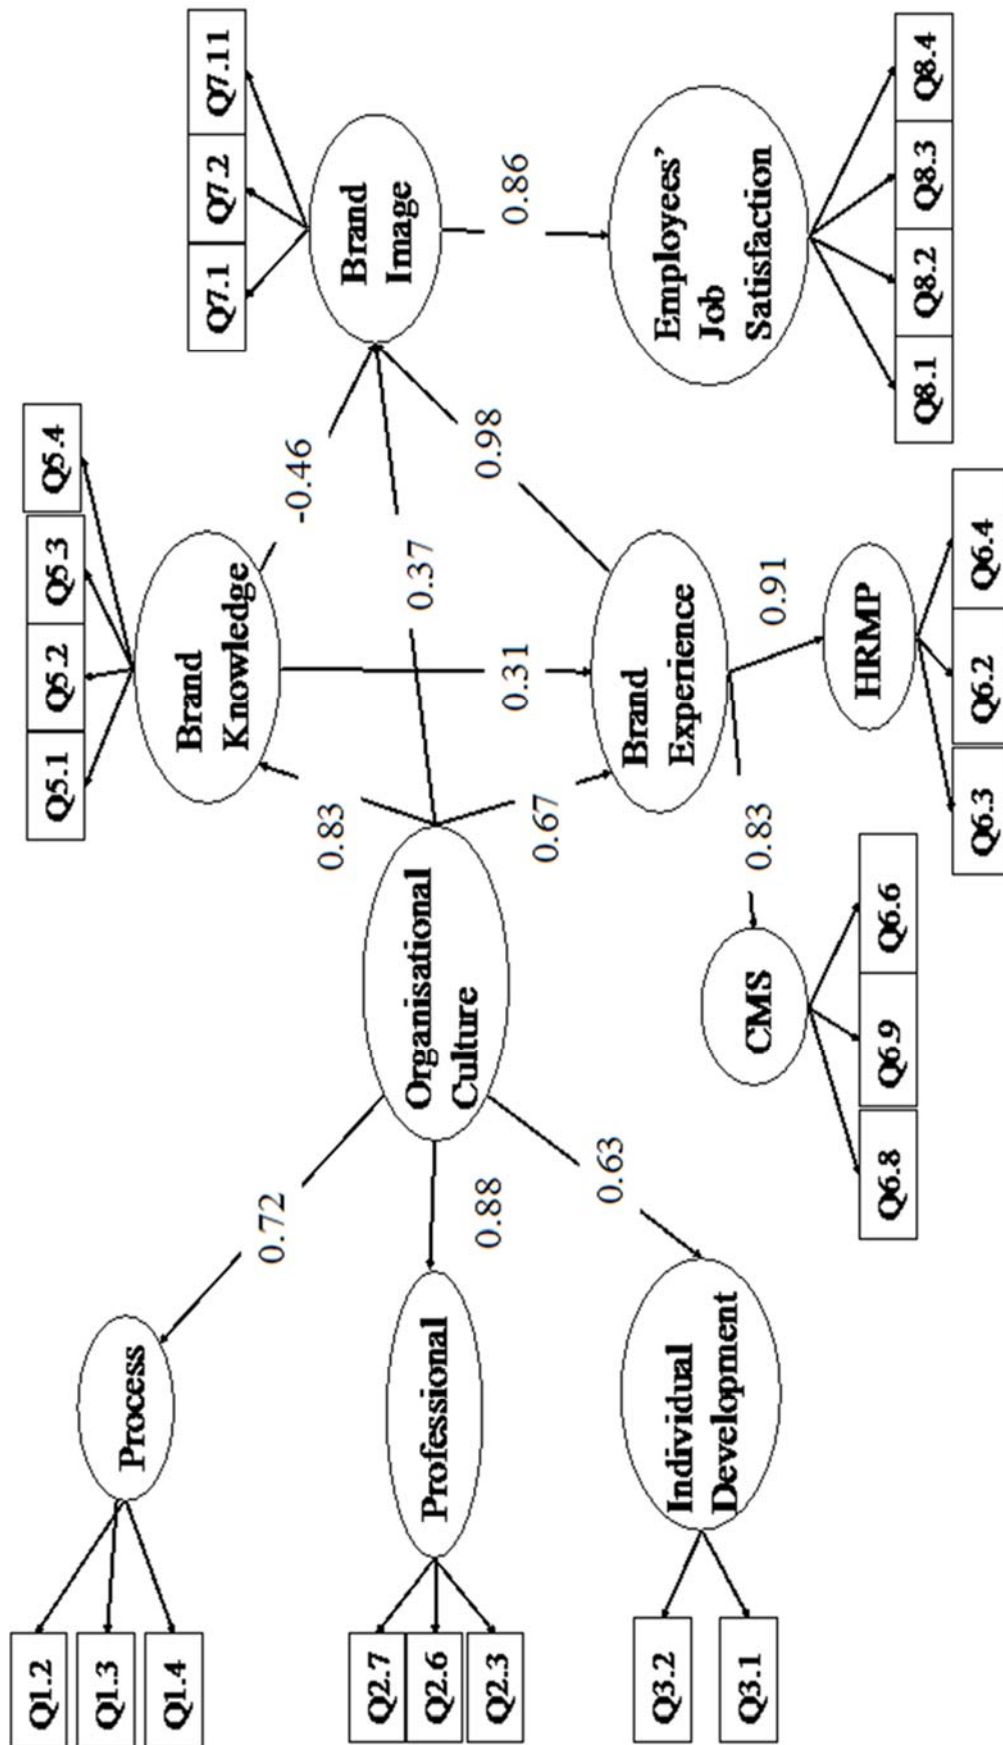 Q1.2
Q1.3
Q1.4
Process
0.72
Q2.7
Q2.6
Q2.3
Professional
0.88
Q3.2
Q3.1
Individual
Development
0.63
Organisational
Culture
0.83
0.37
0.67
Q5.1
Q5.2
Q5.3
Q5.4
Brand
Knowledge
-0.46
0.31
Brand
Experience
0.98
0.83
0.91
CMS
Q6.8
Q6.9
Q6.6
HRMP
Q6.3
Q6.2
Q6.4
Q7.1
Q7.2
Q7.11
Brand
Image
0.86
Employees’
Job
Satisfaction
Q8.1
Q8.2
Q8.3
Q8.4